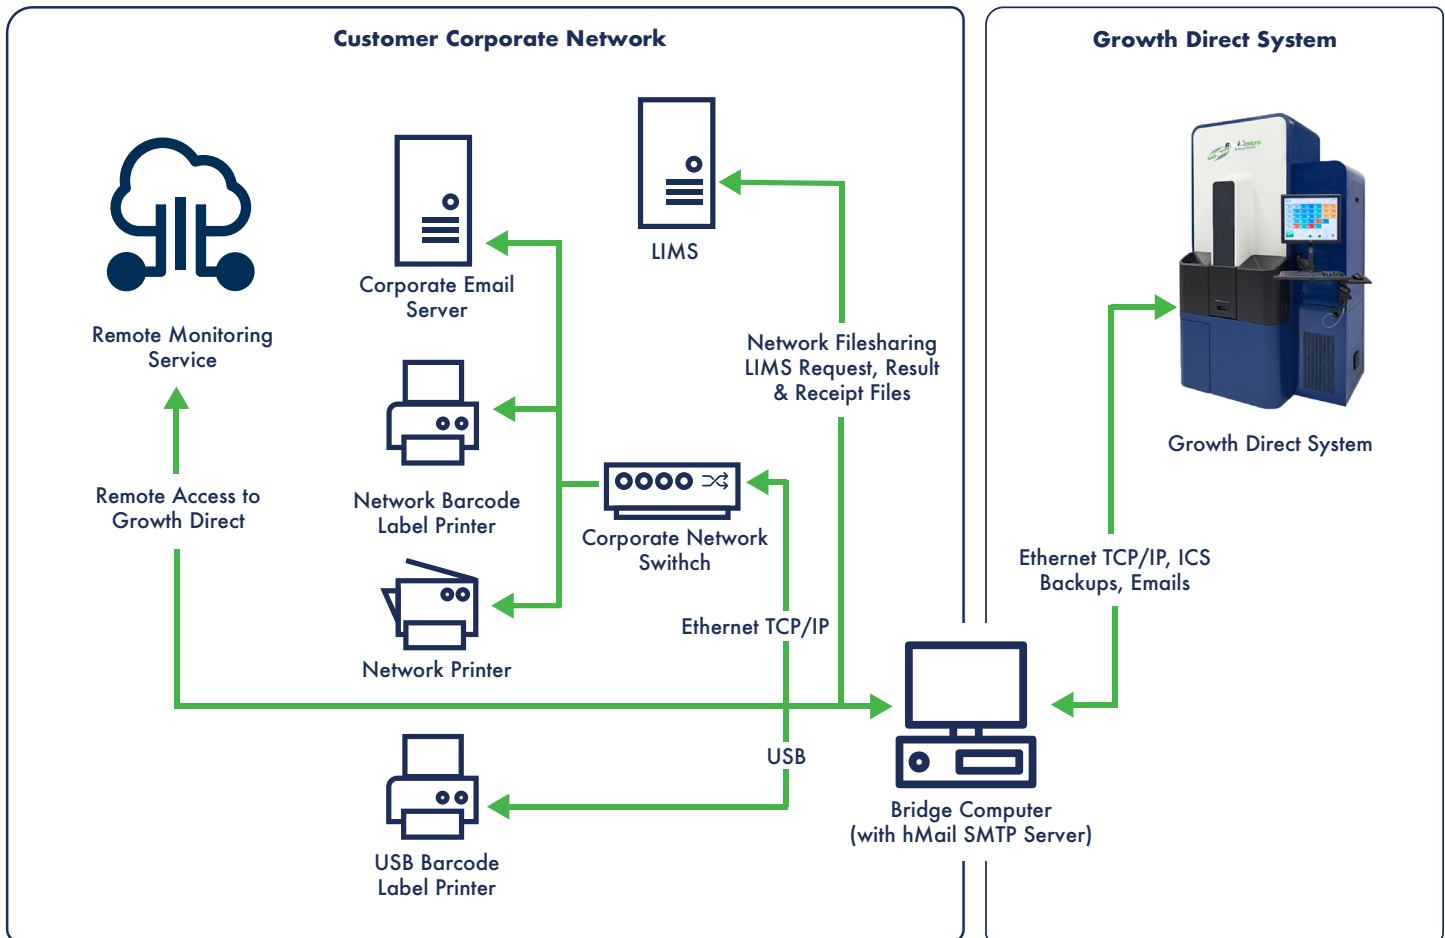 Customer Corporate Network
Growth Direct System
LIMS
Corporate Email
Server
Remote Monitoring
Service
Network Filesharing
LIMS Request, Result
& Receipt Files
Growth Direct System
Remote Access to
Growth Direct
Network Barcode
Label Printer
Corporate Network
Swithch
Ethernet TCP/IP, ICS
Backups, Emails
Ethernet TCP/IP
Network Printer
USB
Bridge Computer
(with hMail SMTP Server)
USB Barcode
Label Printer